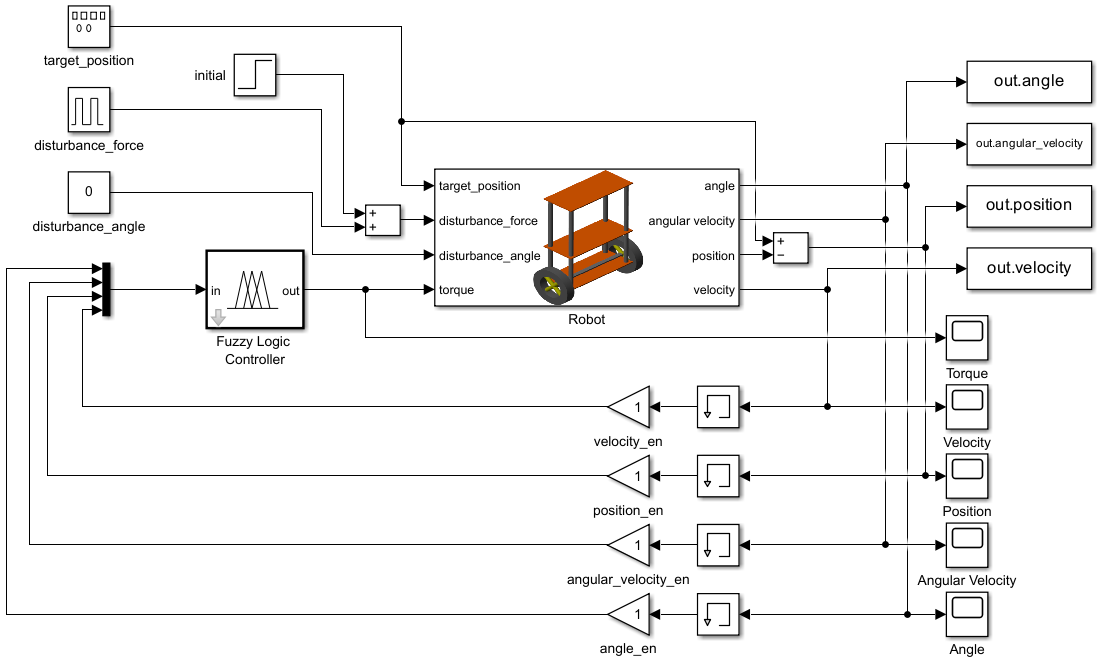 0 0
target_position
initial
out.angle
disturbance_force
out.angular_velocity
0
disturbance_angle
target_position
angle
out.position
+
+
disturbance_force
angular velocity
+
−
disturbance_angle
position
out.velocity
in
out
torque
velocity
Robot
Fuzzy Logic
Controller
Torque
1
velocity_en
Velocity
1
position_en
Position
1
angular_velocity_en
Angular Velocity
1
angle_en
Angle